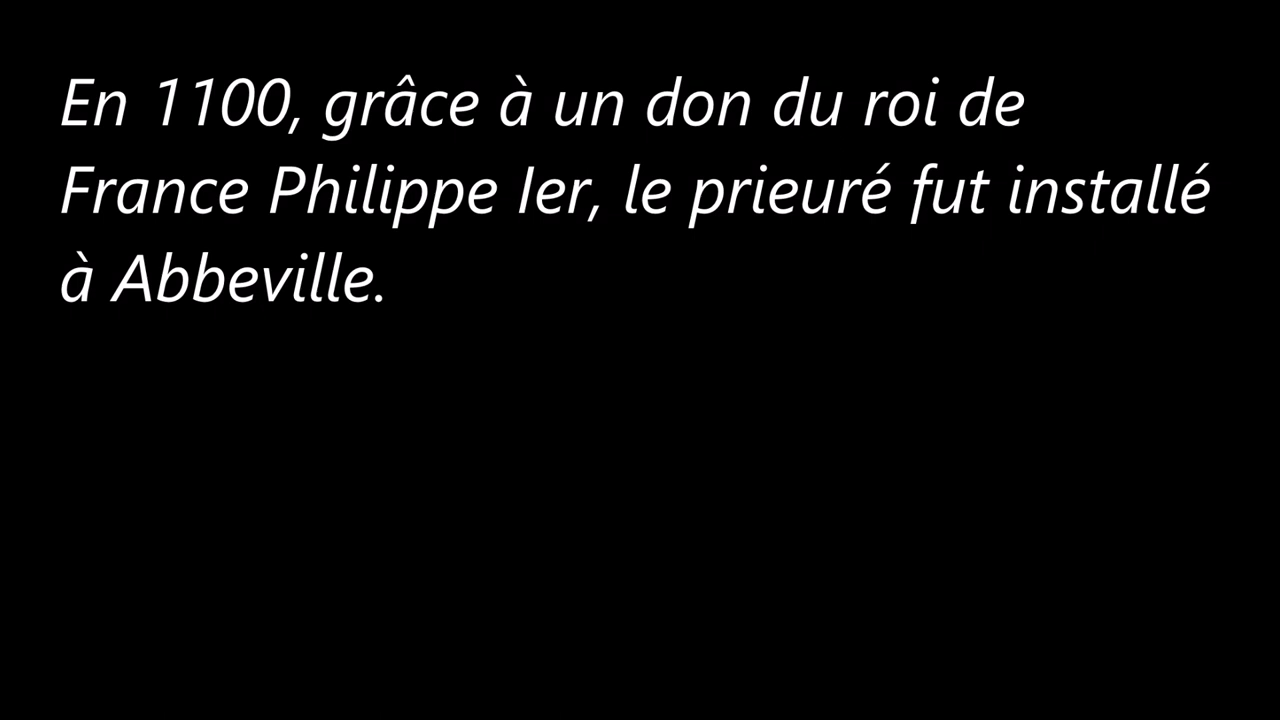 En 1100, grâce à un don du roi de
France Philippe Ier, le prieuré fut installé
à Abbeville.